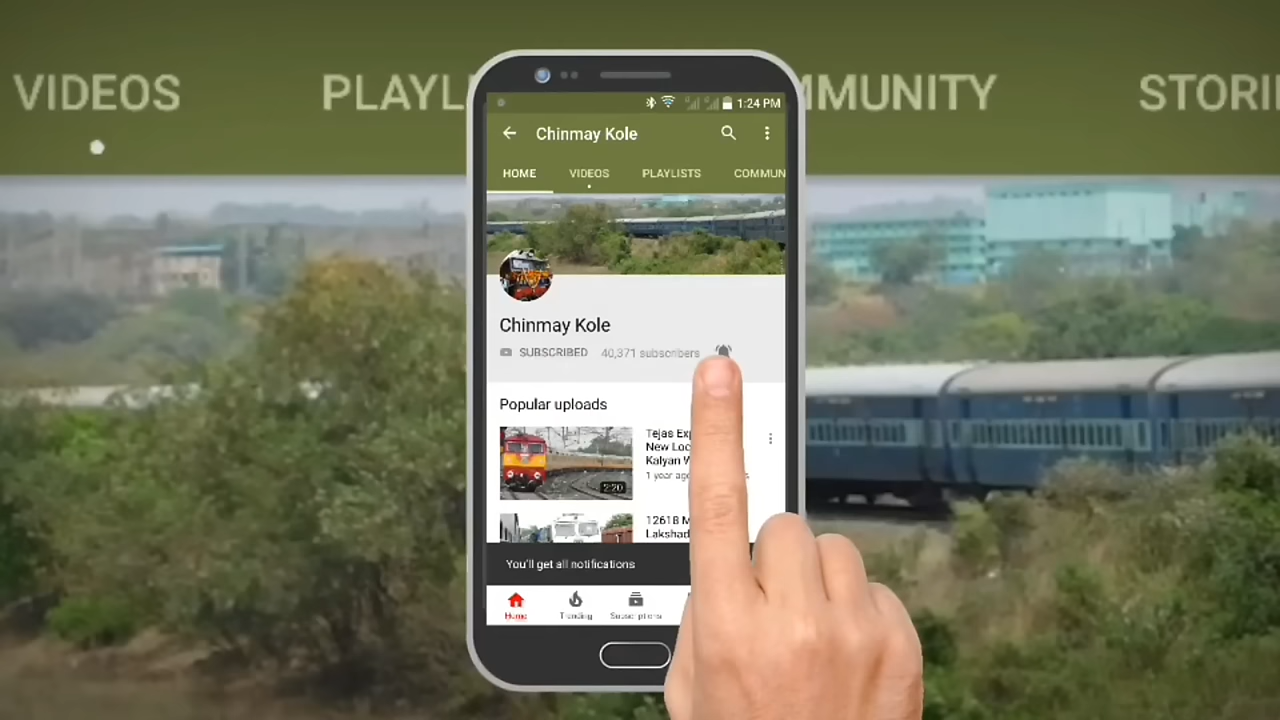 VIDEOS PLAYL MMUNITY STORI
1:24 PM
Chinmay Kole
HOME VIDEOS PLAYLISTS COMMUN
Chinmay Kole
SUBSCRIBED 40,371 subscribers
Popular uploads
Tejas Exp
New Loc
Kalyan W
1 year ago
2:20
12618 M
Lakshad
You'll get all notifications
Home Trending Subscriptions